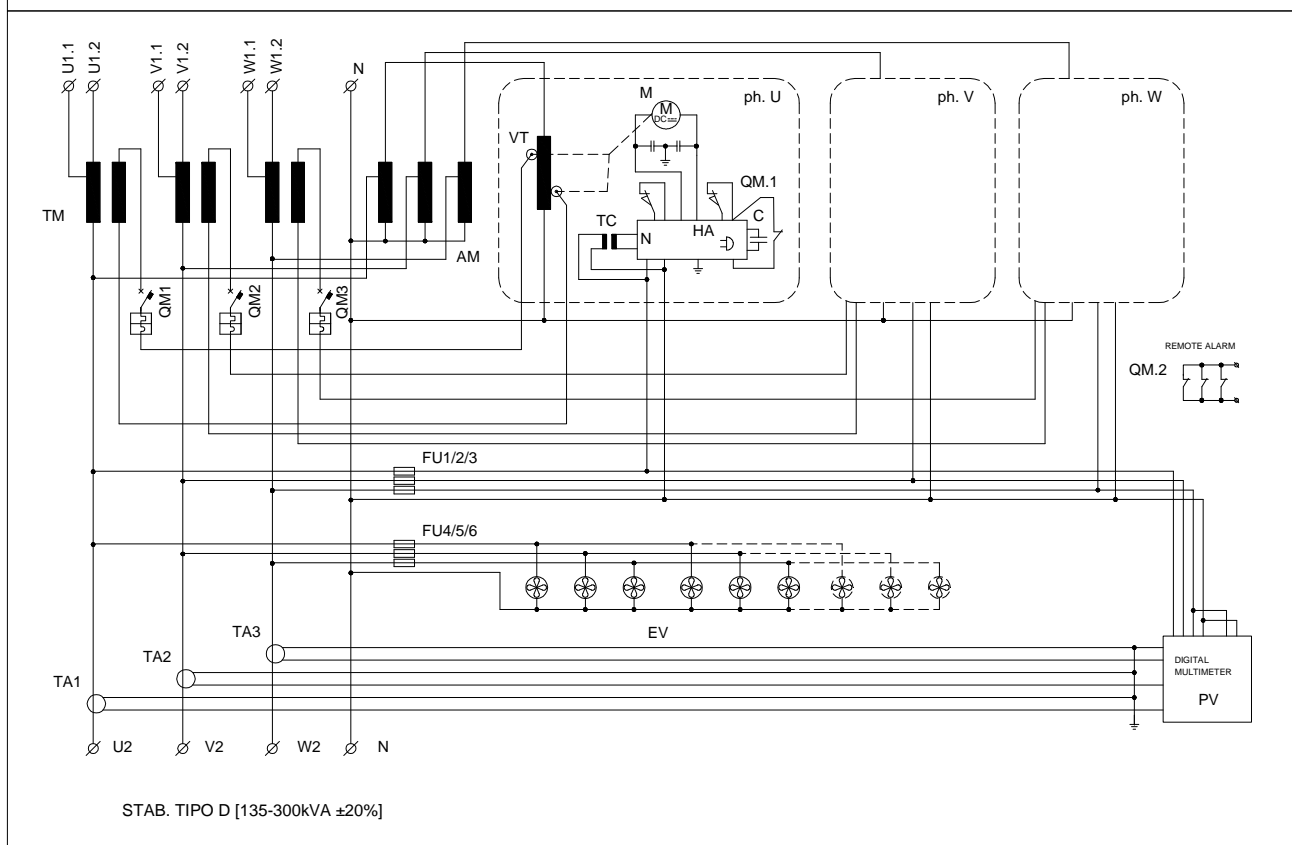 U1.1
U1.2
V1.1
V1.2
W1.1
W1.2
N
M
ph. U
ph. V
ph. W
M
DC
VT
QM.1
TM
TC
N
HA
C
AM
QM1
QM2
QM3
REMOTE ALARM
QM.2
FU1/2/3
FU4/5/6
EV
TA3
TA2
TA1
DIGITAL
MULTIMETER
PV
U2
V2
W2
N
STAB. TIPO D [135-300kVA ±20%]